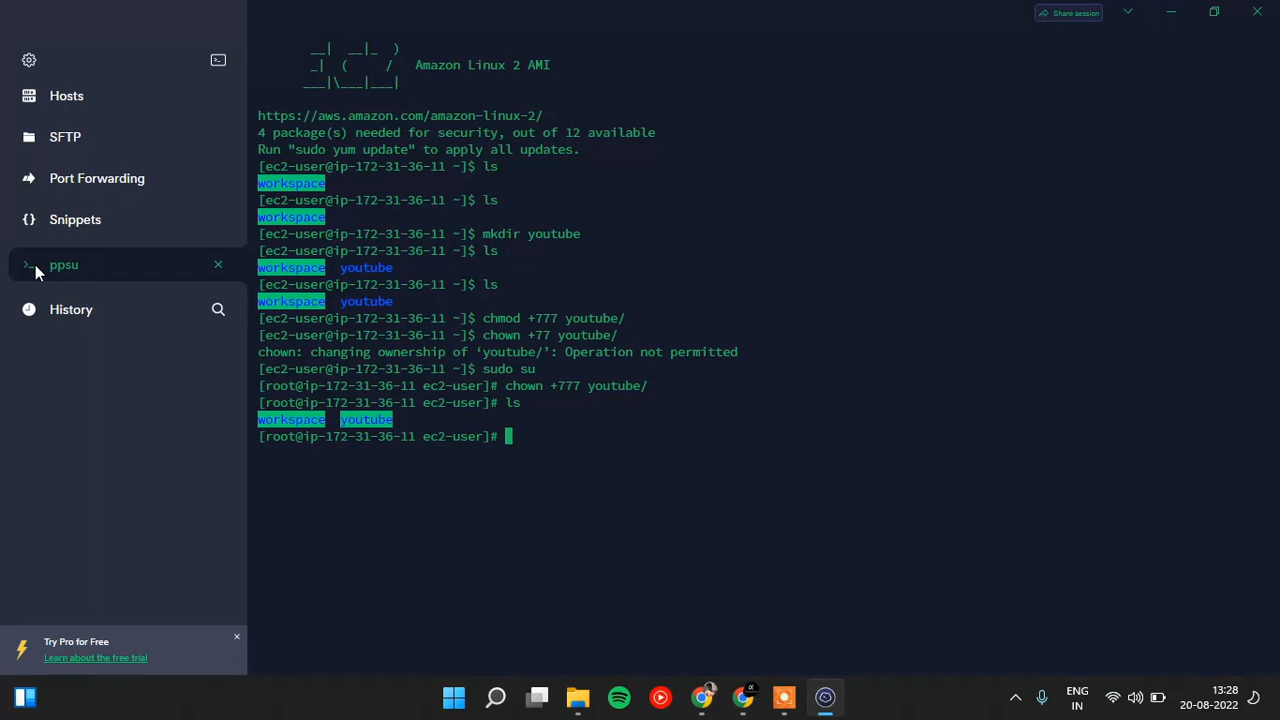 Share session
__|  __|_  )
_|  (     /   Amazon Linux 2 AMI
___|\___|___|
Hosts
https://aws.amazon.com/amazon-linux-2/
4 package(s) needed for security, out of 12 available
SFTP
Run "sudo yum update" to apply all updates.
[ec2-user@ip-172-31-36-11 ~]$ ls
Port Forwarding
workspace
[ec2-user@ip-172-31-36-11 ~]$ ls
Snippets
workspace
[ec2-user@ip-172-31-36-11 ~]$ mkdir youtube
[ec2-user@ip-172-31-36-11 ~]$ ls
ppsu
workspace  youtube
[ec2-user@ip-172-31-36-11 ~]$ ls
workspace  youtube
History
[ec2-user@ip-172-31-36-11 ~]$ chmod +777 youtube/
[ec2-user@ip-172-31-36-11 ~]$ chown +77 youtube/
chown: changing ownership of ‘youtube/’: Operation not permitted
[ec2-user@ip-172-31-36-11 ~]$ sudo su
[root@ip-172-31-36-11 ec2-user]# chown +777 youtube/
[root@ip-172-31-36-11 ec2-user]# ls
workspace  youtube
[root@ip-172-31-36-11 ec2-user]#
Try Pro for Free
Learn about the free trial
ENG
IN
13:28
20-08-2022